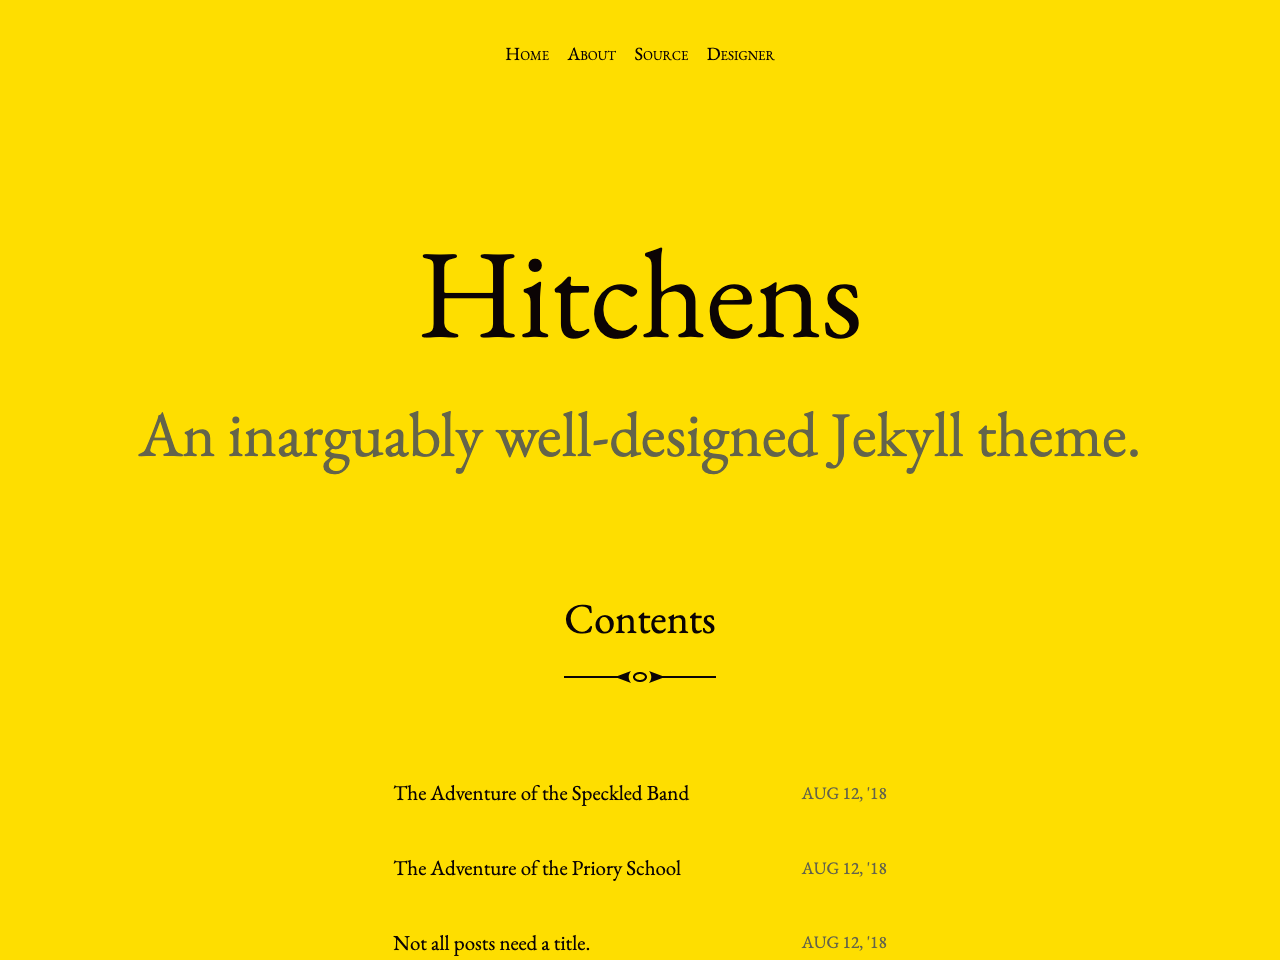 Home About Source Designer
Hitchens
An inarguably well-designed Jekyll theme.
Contents
The Adventure of the Speckled Band AUG 12, '18
The Adventure of the Priory School AUG 12, '18
Not all posts need a title. AUG 12, '18